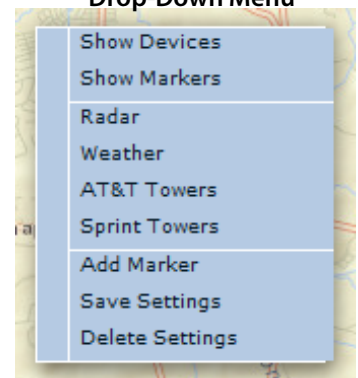 Drop-Down Menu
Show Devices
Show Markers
Radar
Weather
AT&T Towers
Sprint Towers
Add Marker
Save Settings
Delete Settings